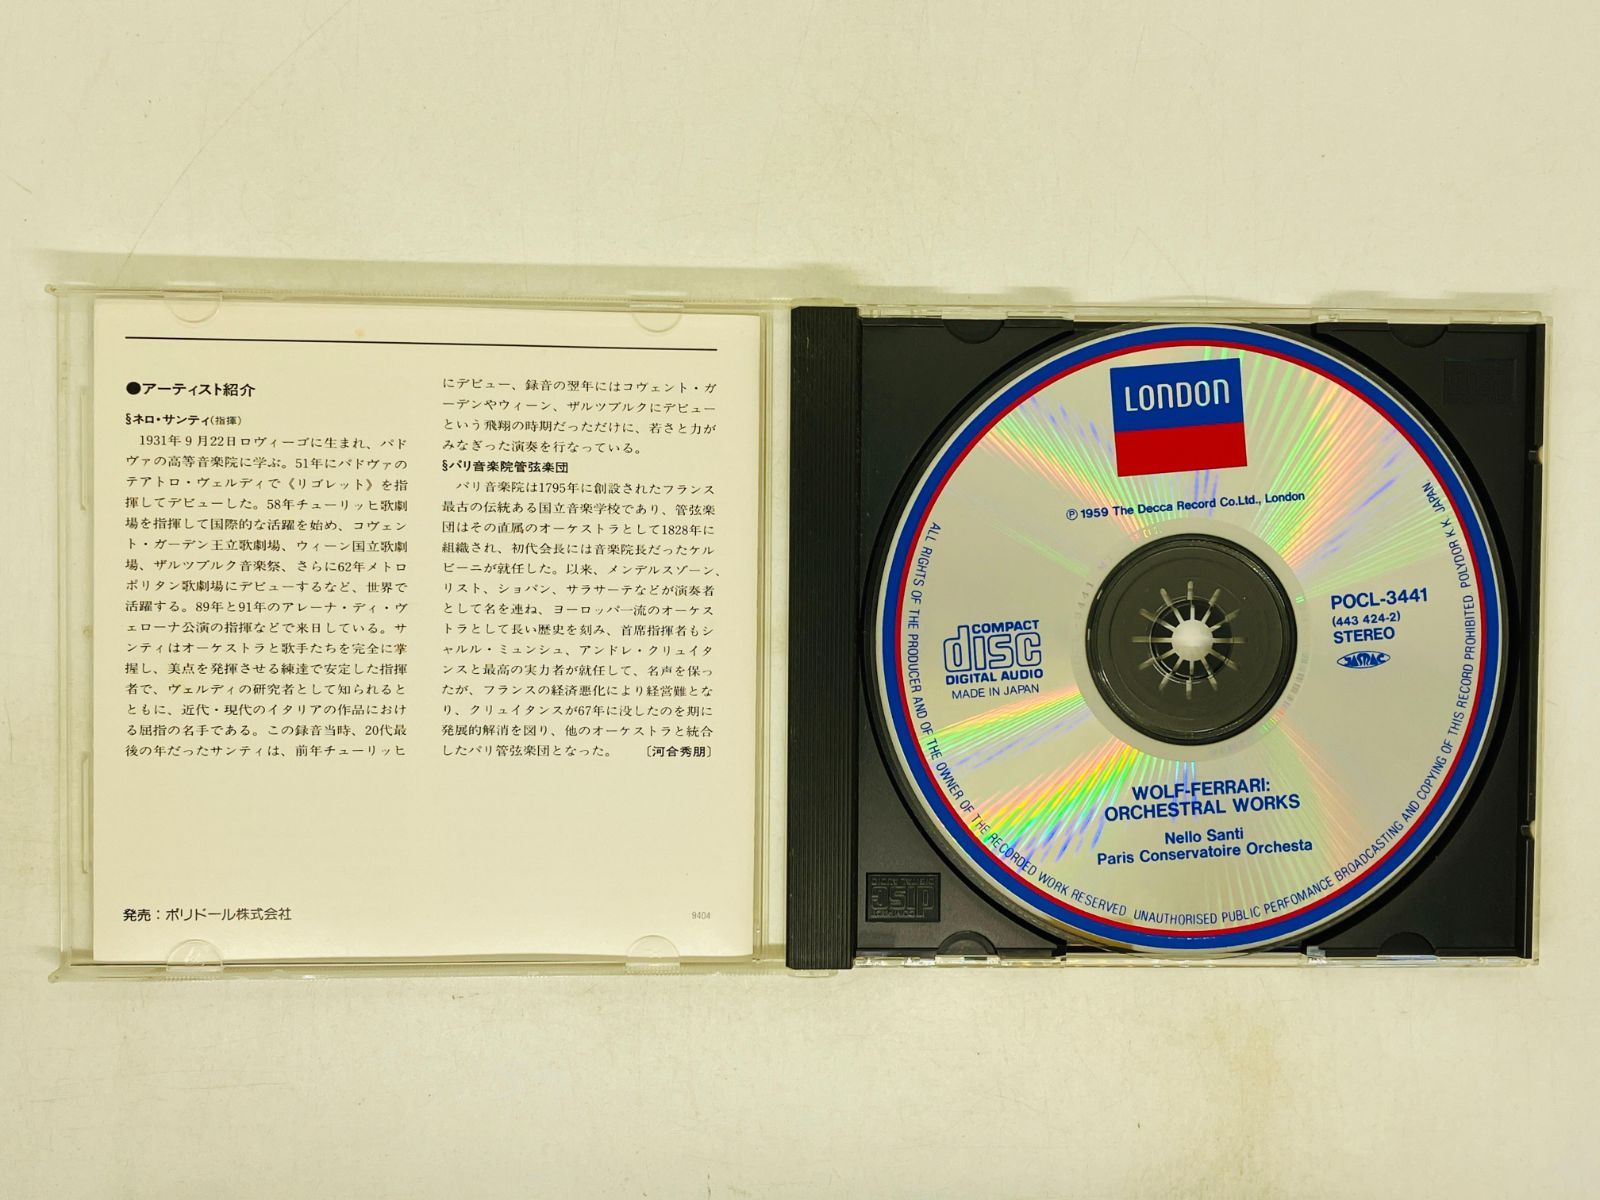 ●アーティスト紹介
§ネロ・サンティ(指揮)
1931年9月22日ロヴィーゴに生まれ、パド
ヴァの高等音楽院に学ぶ。51年にパドヴァの
テアトロ・ヴェルディで《リゴレット》を指
揮してデビューした。58年チューリッヒ歌劇
場を指揮して国際的な活躍を始め、コヴェン
ト・ガーデン王立歌劇場、ウィーン国立歌劇
場、ザルツブルク音楽祭、さらに62年メトロ
ポリタン歌劇場にデビューするなど、世界で
活躍する。89年と91年のアレーナ・ディ・ヴ
ェローナ公演の指揮などで来日している。サ
ンティはオーケストラと歌手たちを完全に掌
握し、美点を発揮させる練達で安定した指揮
者で、ヴェルディの研究者として知られると
ともに、近代・現代のイタリアの作品におけ
る屈指の名手である。この録音当時、20代最
後の年だったサンティは、前年チューリッヒ
にデビュー、録音の翌年にはコヴェント・ガ
ーデンやウィーン、ザルツブルクにデビュー
という飛翔の時期だっただけに、若さと力が
みなぎった演奏を行なっている。
§パリ音楽院管弦楽団
パリ音楽院は1795年に創設されたフランス
最古の伝統ある国立音楽学校であり、管弦楽
団はその直属のオーケストラとして1828年に
組織され、初代会長には音楽院長だったケル
ビーニが就任した。以来、メンデルスゾーン、
リスト、ショパン、サラサーテなどが演奏者
として名を連ね、ヨーロッパ一流のオーケス
トラとして長い歴史を刻み、首席指揮者もシ
ャルル・ミュンシュ、アンドレ・クリュイタ
ンスと最高の実力者が就任して、名声を保っ
たが、フランスの経済悪化により経営難とな
り、クリュイタンスが67年に没したのを期に
発展的解消を図り、他のオーケストラと統合
したパリ管弦楽団となった。 〔河合秀朋〕
発売：ポリドール株式会社
9404
LONDON
℗ 1959 The Decca Record Co.Ltd., London
COMPACT
disc
DIGITAL AUDIO
MADE IN JAPAN
POCL-3441
(443 424-2)
STEREO
JASRAC
WOLF-FERRARI:
ORCHESTRAL WORKS
Nello Santi
Paris Conservatoire Orchesta
ALL RIGHTS OF THE PRODUCER AND OF THE OWNER OF THE RECORDED WORK RESERVED UNAUTHORISED PUBLIC PERFOMANCE BROADCASTING AND COPYING OF THIS RECORD PROHIBITED POLYDOR K.K. JAPAN.